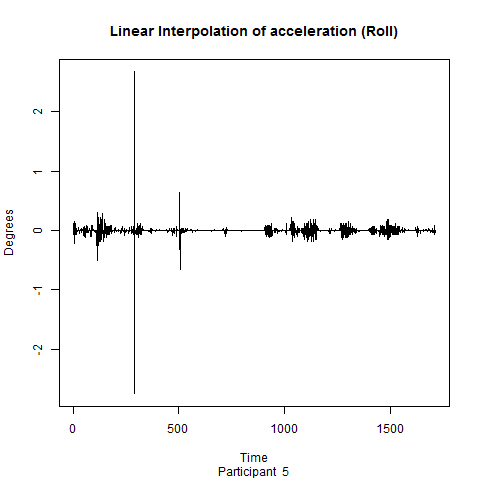 Linear Interpolation of acceleration (Roll)
Degrees
2
1
0
-1
-2
0 500 1000 1500
Time
Participant 5